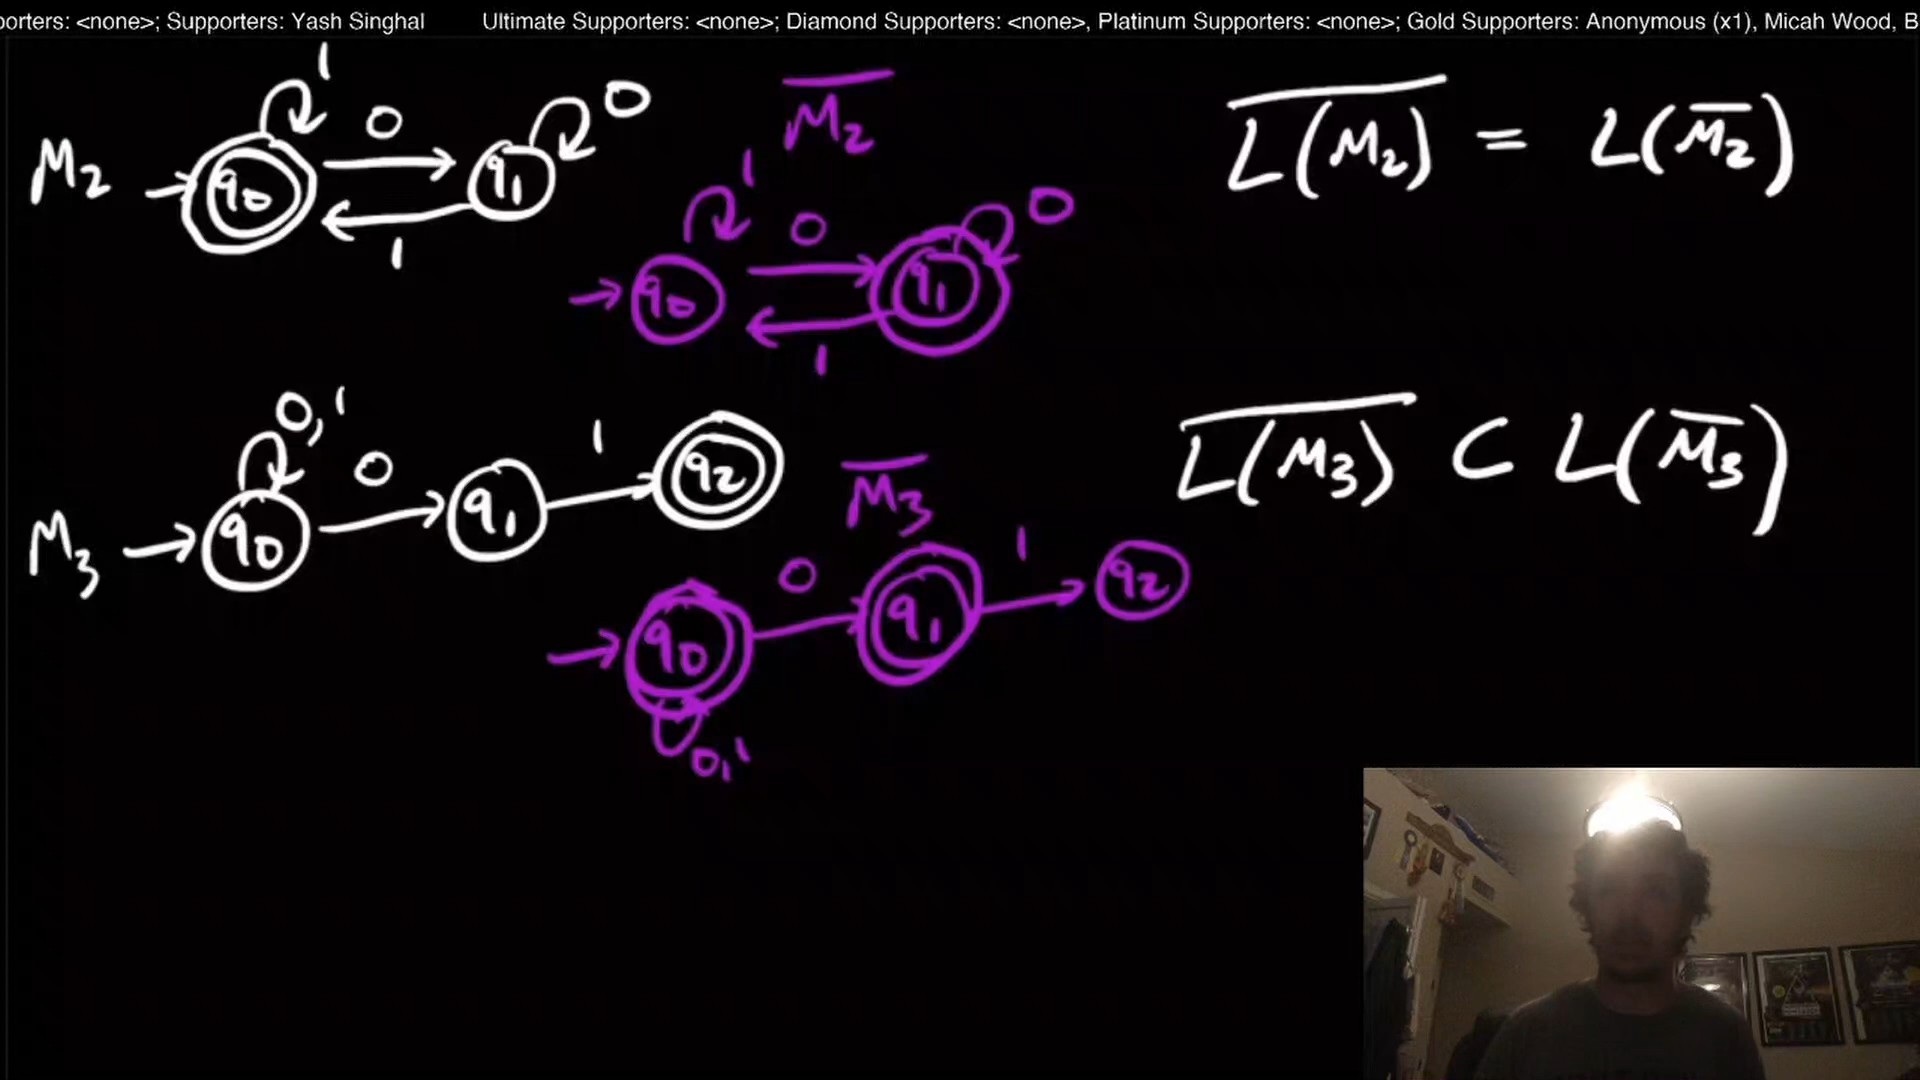 porters: <none>; Supporters: Yash Singhal Ultimate Supporters: <none>; Diamond Supporters: <none>, Platinum Supporters: <none>; Gold Supporters: Anonymous (x1), Micah Wood, B
M₂ q₀ 1 0 1 q₁ 0
M̅₂
q₀ 1 0 1 q₁ 0
L(M₂)̅ = L(M̅₂)
M₃ q₀ 0,1 0 q₁ 1 q₂
M̅₃
q₀ 0,1 0 q₁ 1 q₂
L(M₃)̅ ⊂ L(M̅₃)